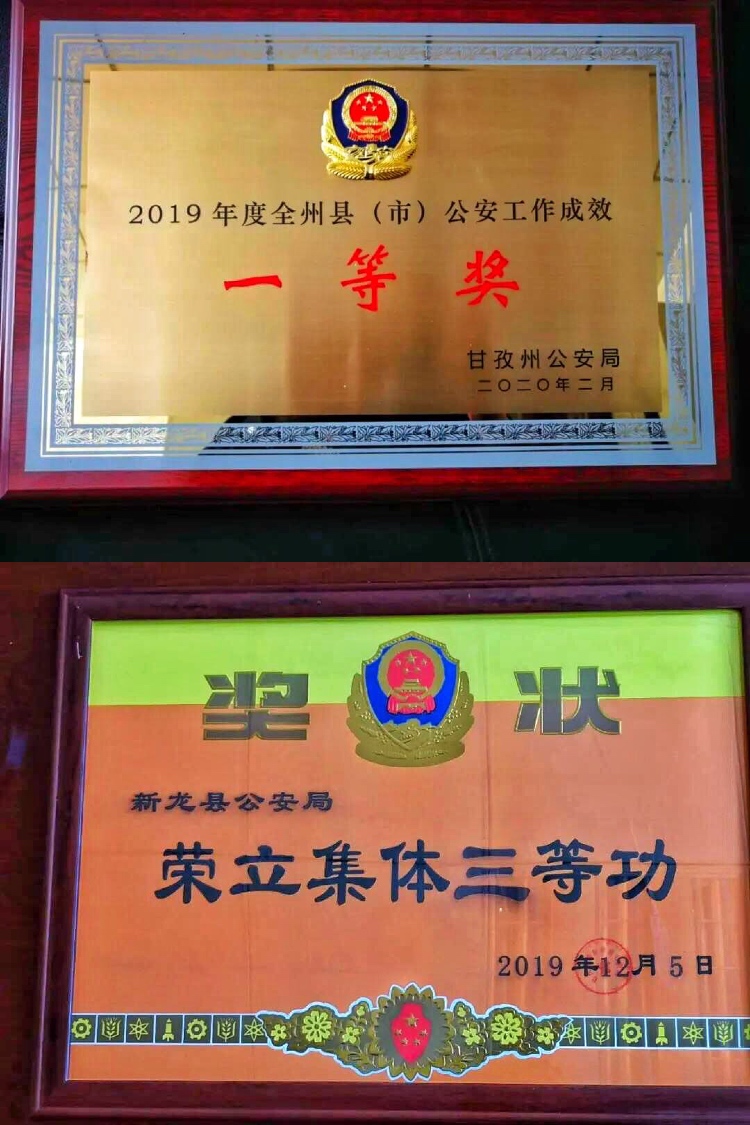 2019年度全州县（市）公安工作成效
一等奖
甘孜州公安局
二〇二〇年二月
奖状
新龙县公安局
荣立集体三等功
2019年12月5日